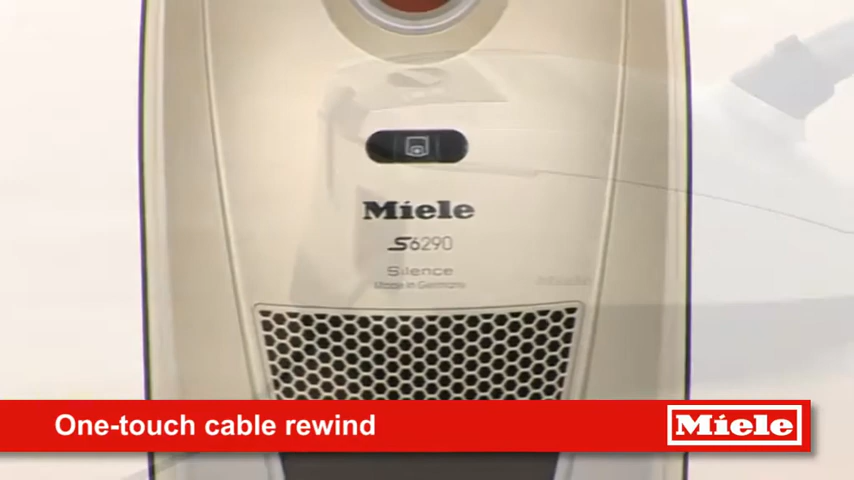 Miele
S6290
Silence
Made in Germany
One-touch cable rewind
Miele